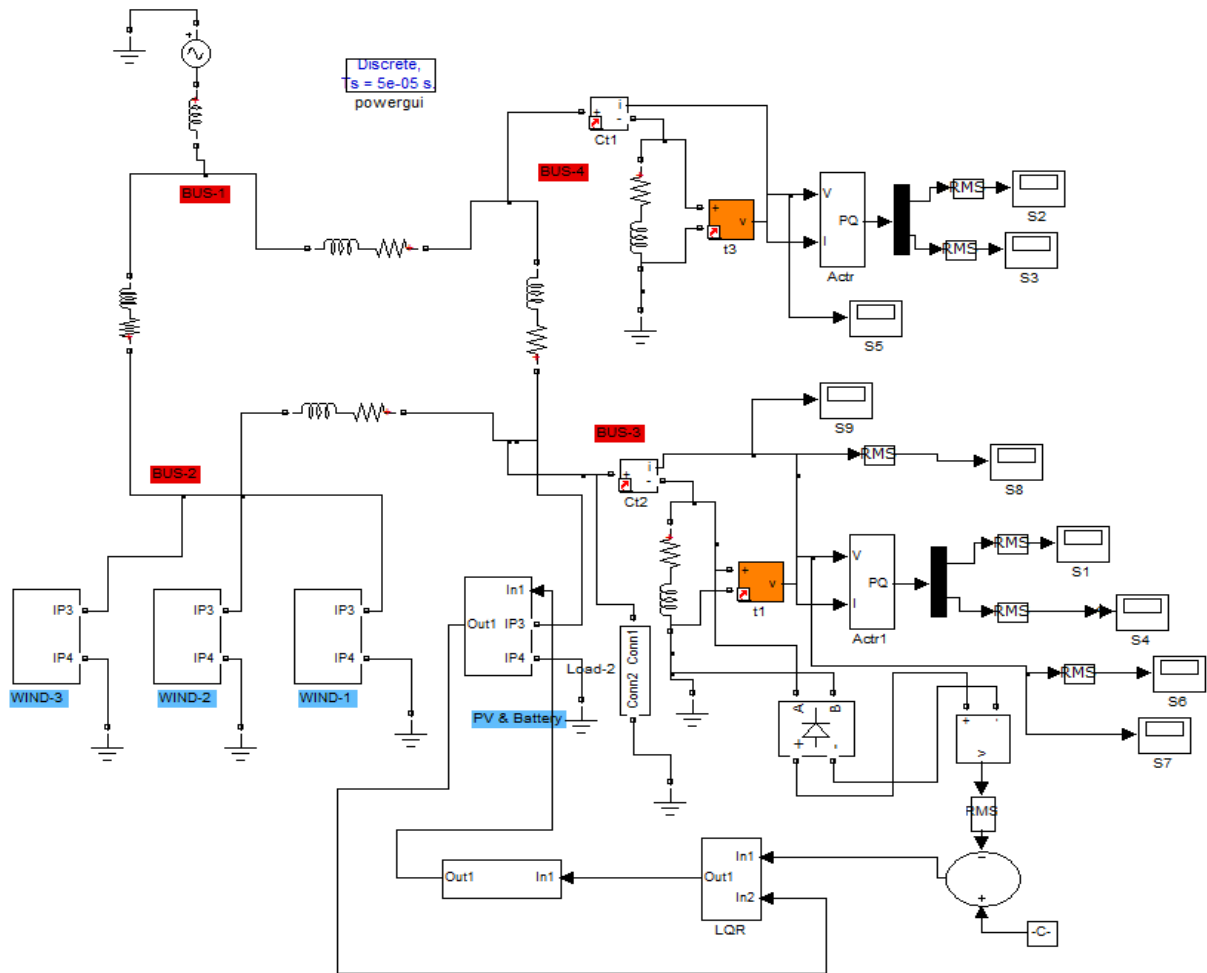 Discrete,
Ts = 5e-05 s.
powergui
+
i
-
Ct1
BUS-4
BUS-1
RMS
S2
V
PQ
I
Actr
+
v
t3
RMS
S3
S5
S9
BUS-3
BUS-2
+
i
-
Ct2
RMS
S8
V
PQ
I
Actr1
+
v
t1
RMS
S1
RMS
S4
IP3
IP4
WIND-3
IP3
IP4
WIND-2
IP3
IP4
WIND-1
In1
Out1
IP3
IP4
PV & Battery
Load-2
Conn2 Conn1
A
B
+
-
+
-
v
RMS
S6
S7
RMS
-
+
-C-
Out1
In1
In1
Out1
In2
LQR